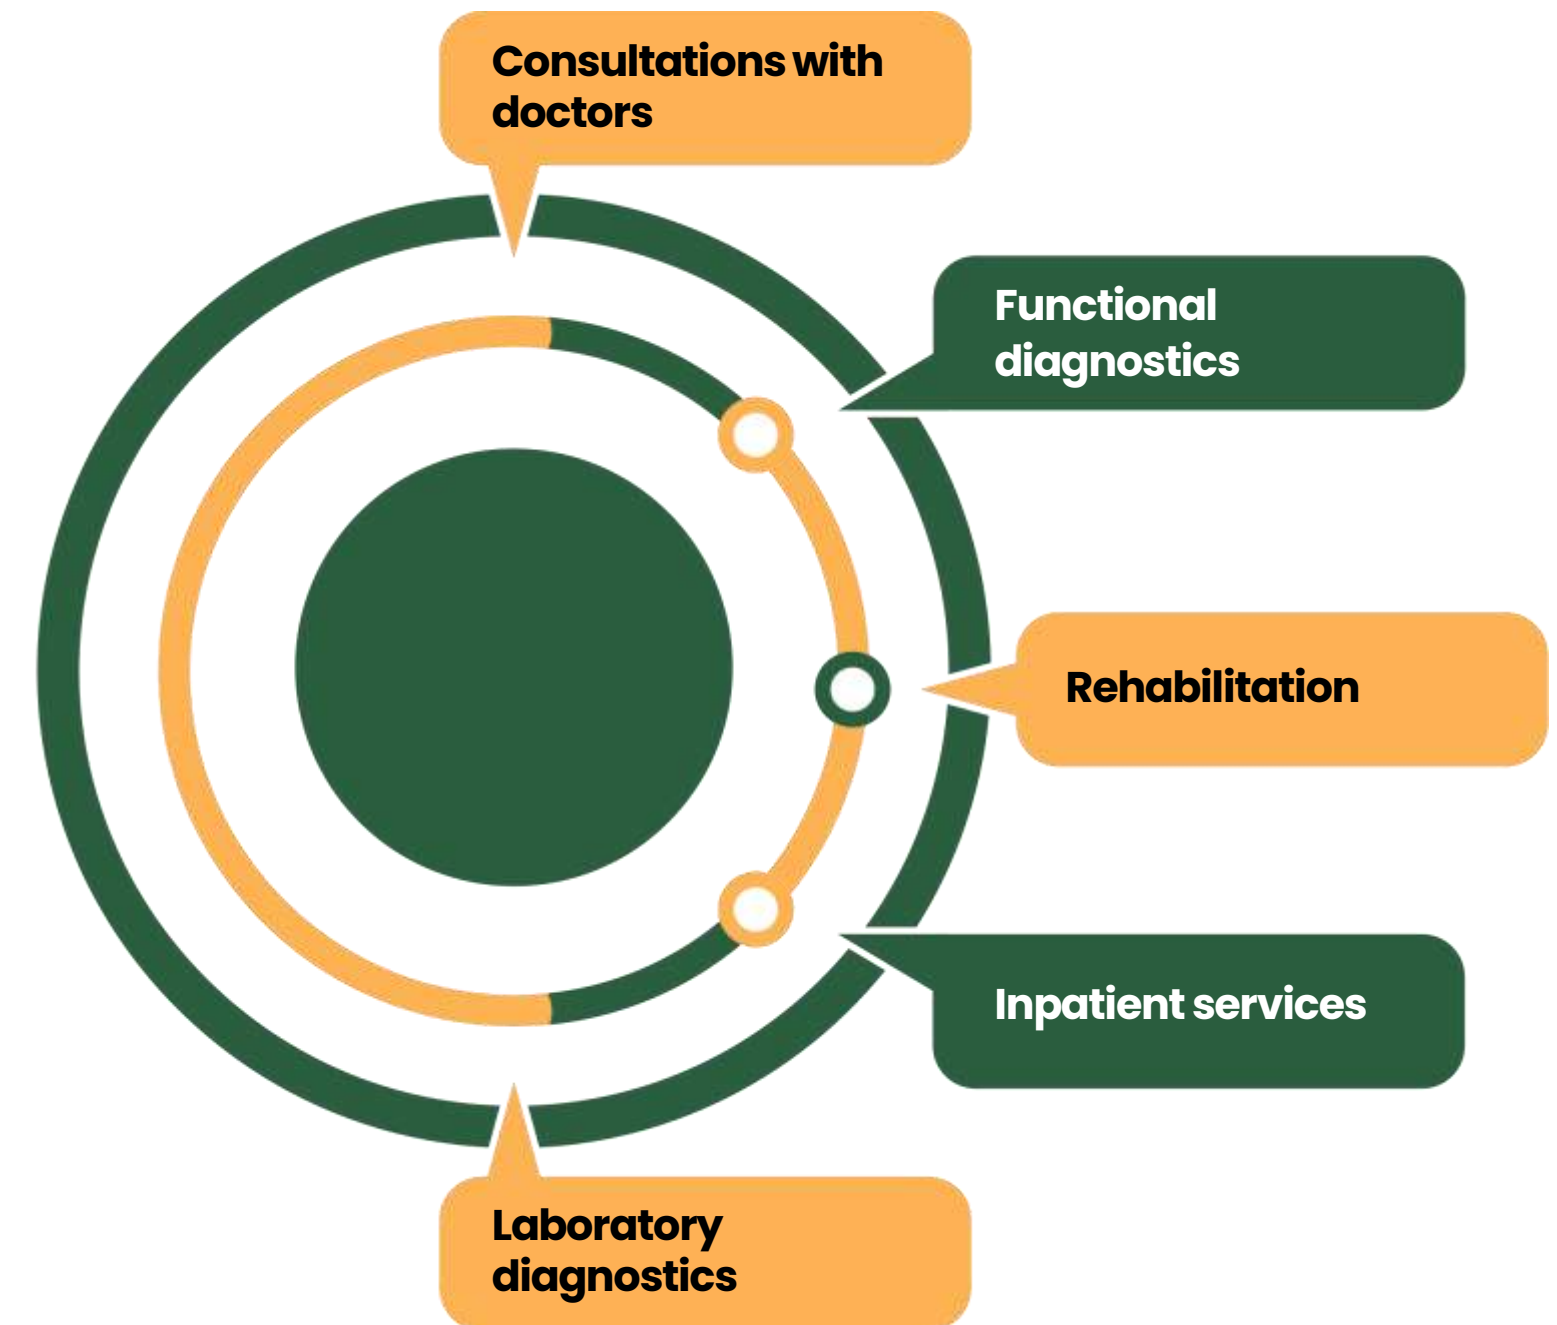 Consultations with
doctors
Functional
diagnostics
Rehabilitation
Inpatient services
Laboratory
diagnostics